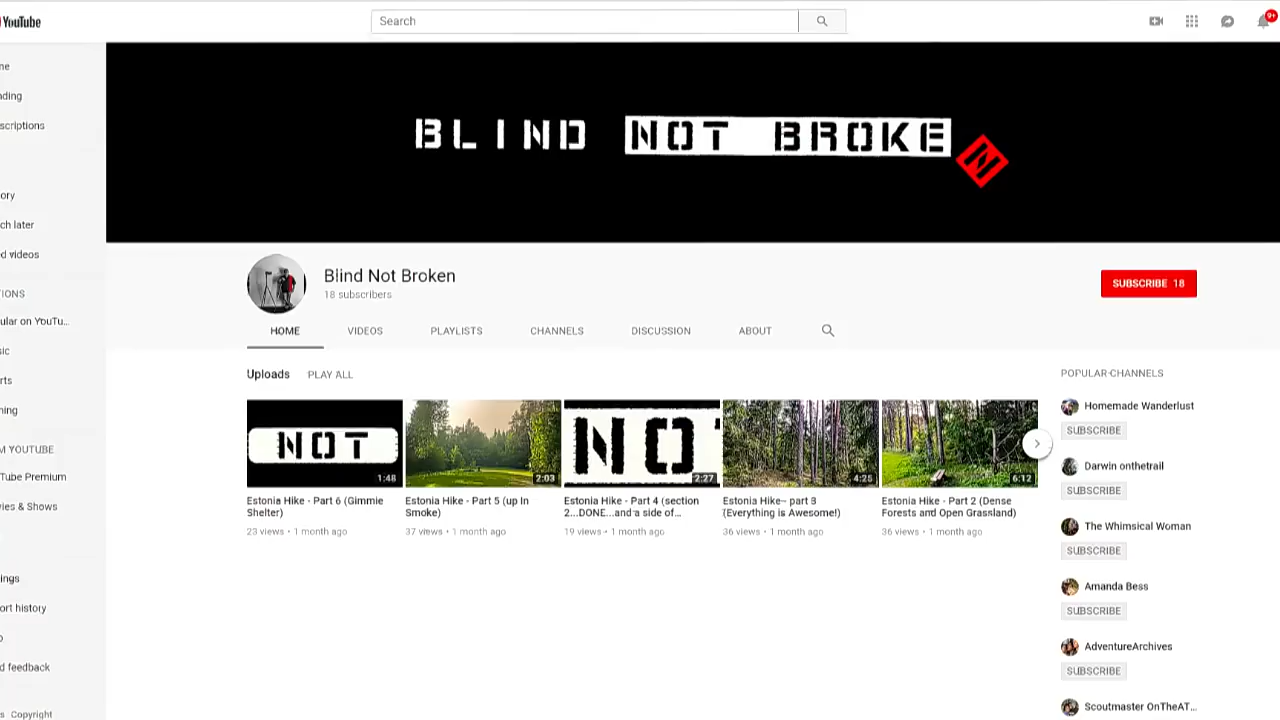 YouTube
Search
9+
BLIND NOT BROKE
N
Blind Not Broken
18 subscribers
SUBSCRIBE 18
HOME
VIDEOS
PLAYLISTS
CHANNELS
DISCUSSION
ABOUT
Uploads
PLAY ALL
NOT
1:48
2:03
NO
2:27
4:25
6:12
Estonia Hike - Part 6 (Gimmie
Shelter)
23 views • 1 month ago
Estonia Hike - Part 5 (up In
Smoke)
37 views • 1 month ago
Estonia Hike - Part 4 (section
2...DONE...and a side of...
19 views • 1 month ago
Estonia Hike-- part 3
(Everything is Awesome!)
36 views • 1 month ago
Estonia Hike - Part 2 (Dense
Forests and Open Grassland)
36 views • 1 month ago
POPULAR CHANNELS
Homemade Wanderlust
SUBSCRIBE
Darwin onthetrail
SUBSCRIBE
The Whimsical Woman
SUBSCRIBE
Amanda Bess
SUBSCRIBE
AdventureArchives
SUBSCRIBE
Scoutmaster OnTheAT...
me
nding
scriptions
ory
ch later
d videos
TIONS
ular on YouTu...
sic
rts
ning
M YOUTUBE
Tube Premium
vies & Shows
ings
ort history
p
d feedback
s Copyright